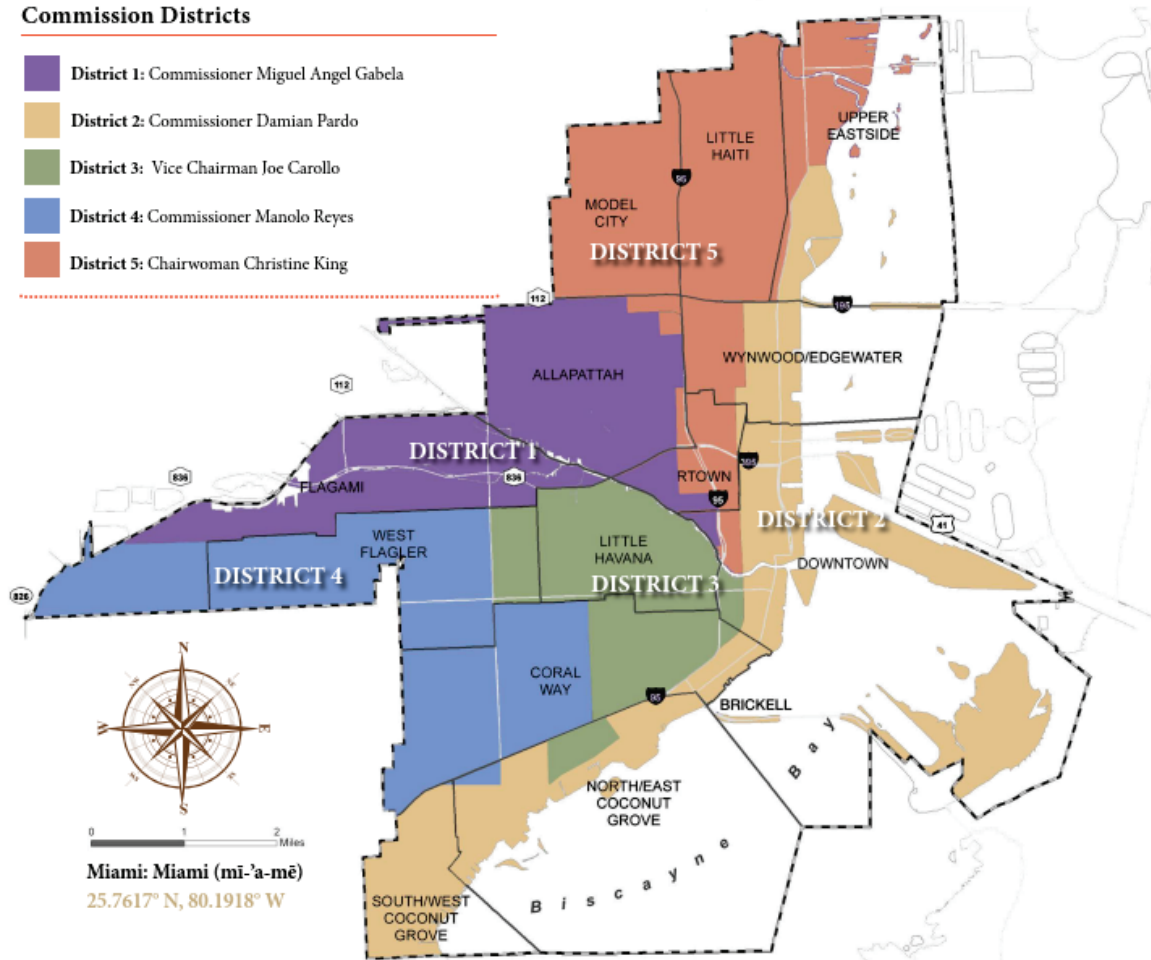 Commission Districts
District 1: Commissioner Miguel Angel Gabela
District 2: Commissioner Damian Pardo
District 3: Vice Chairman Joe Carollo
District 4: Commissioner Manolo Reyes
District 5: Chairwoman Christine King
UPPER
EASTSIDE
LITTLE
HAITI
95
MODEL
CITY
DISTRICT 5
112
195
WYNWOOD/EDGEWATER
ALLAPATTAH
112
DISTRICT 1
395
836
836
FLAGAMI
RTOWN
95
DISTRICT 2
41
WEST
FLAGLER
LITTLE
HAVANA
DOWNTOWN
DISTRICT 4
DISTRICT 3
826
CORAL
WAY
95
BRICKELL
N
NW
NE
W
E
SW
SE
S
NORTH/EAST
COCONUT
GROVE
Biscayne Bay
0 1 2
Miles
Miami: Miami (mī-’a-mē)
25.7617° N, 80.1918° W
SOUTH/WEST
COCONUT
GROVE